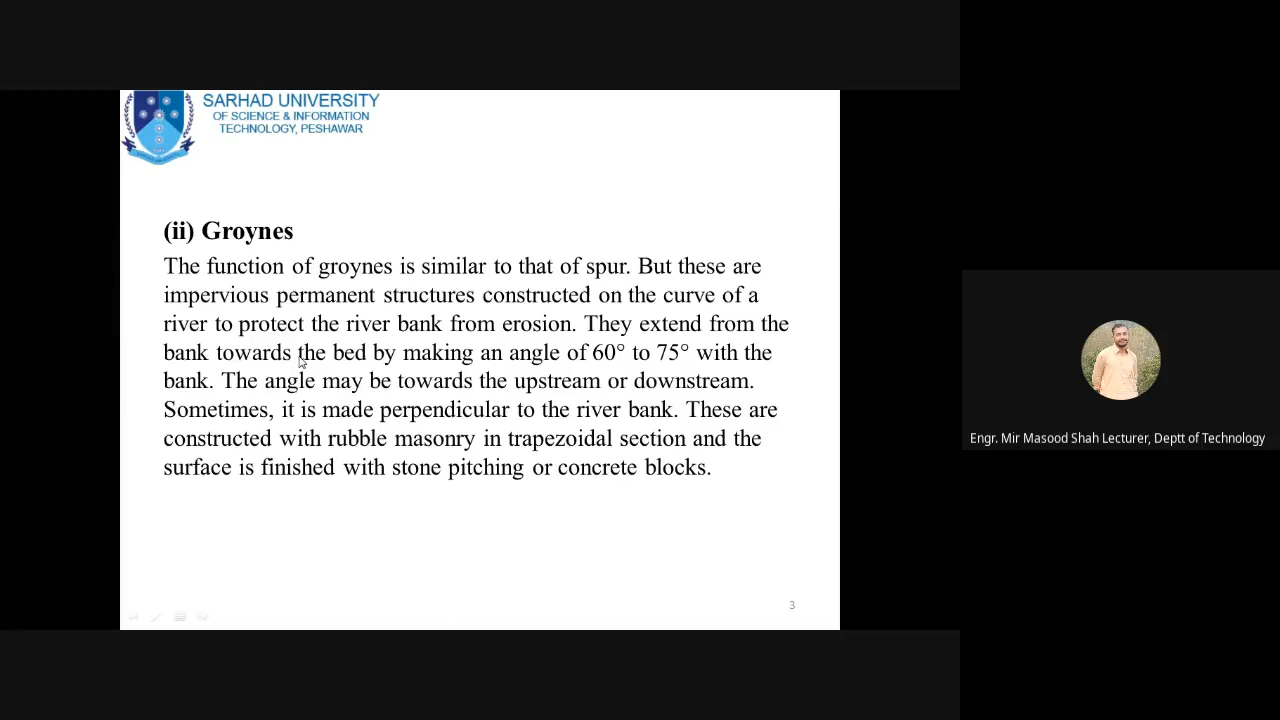 SARHAD UNIVERSITY
OF SCIENCE & INFORMATION
TECHNOLOGY, PESHAWAR
(ii) Groynes
The function of groynes is similar to that of spur. But these are
impervious permanent structures constructed on the curve of a
river to protect the river bank from erosion. They extend from the
bank towards the bed by making an angle of 60° to 75° with the
bank. The angle may be towards the upstream or downstream.
Sometimes, it is made perpendicular to the river bank. These are
constructed with rubble masonry in trapezoidal section and the
surface is finished with stone pitching or concrete blocks.
3
Engr. Mir Masood Shah Lecturer, Deptt of Technology